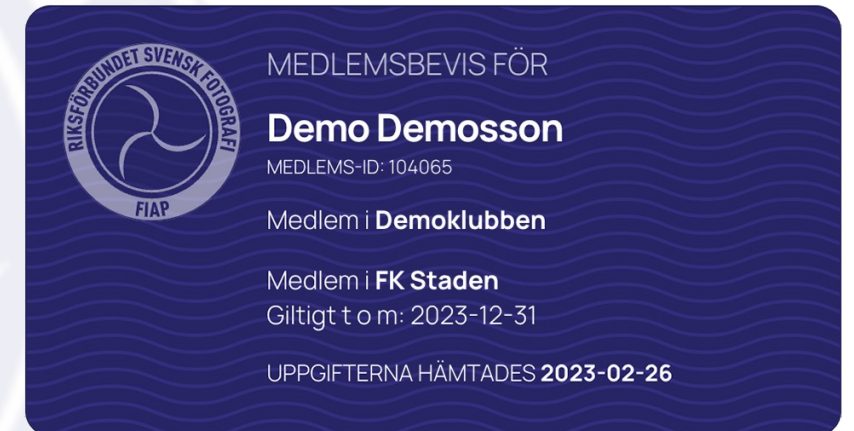 RIKSFÖRBUNDET SVENSK FOTOGRAFI
FIAP
MEDLEMSBEVIS FÖR
Demo Demosson
MEDLEMS-ID: 104065
Medlem i Demoklubben
Medlem i FK Staden
Giltigt t o m: 2023-12-31
UPPGIFTERNA HÄMTADES 2023-02-26